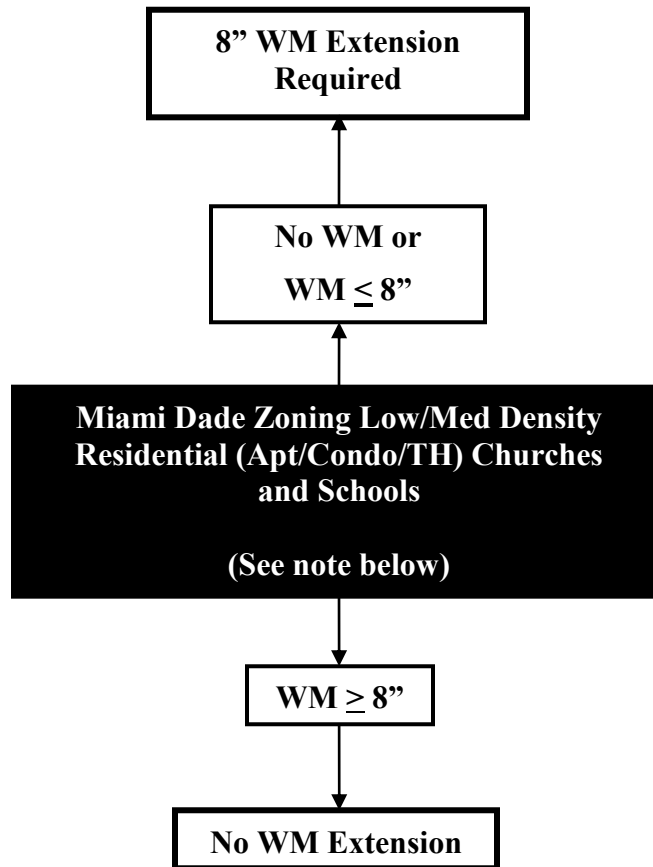 8” WM Extension
Required
No WM or
WM < 8”
Miami Dade Zoning Low/Med Density
Residential (Apt/Condo/TH) Churches
and Schools
(See note below)
WM > 8”
No WM Extension